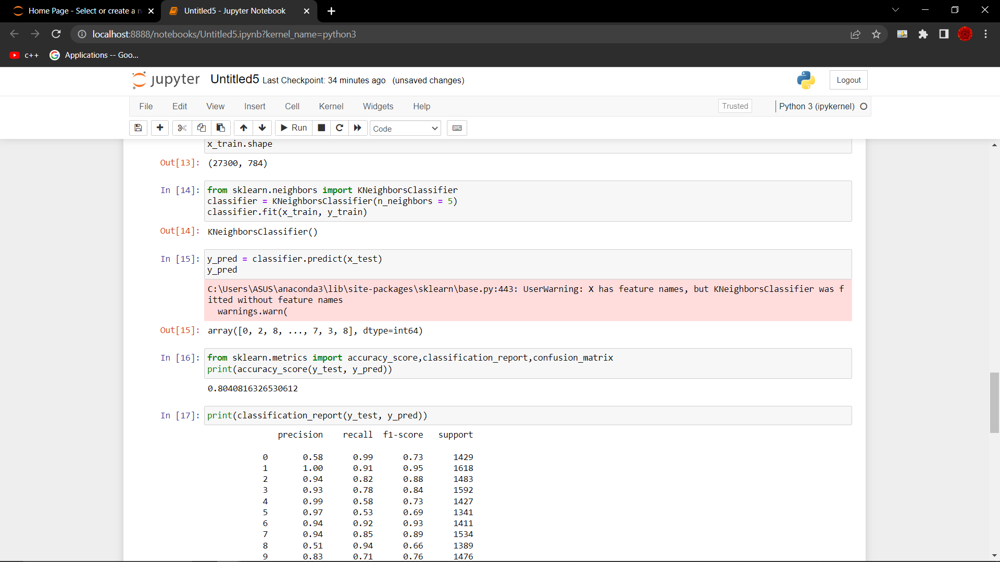 Home Page - Select or create a n
Untitled5 - Jupyter Notebook
localhost:8888/notebooks/Untitled5.ipynb?kernel_name=python3
c++
Applications -- Goo...
jupyter Untitled5 Last Checkpoint: 34 minutes ago (unsaved changes)
Logout
File Edit View Insert Cell Kernel Widgets Help
Trusted
Python 3 (ipykernel)
Run
Code
x_train.shape
Out[13]: (27300, 784)
In [14]: from sklearn.neighbors import KNeighborsClassifier
classifier = KNeighborsClassifier(n_neighbors = 5)
classifier.fit(x_train, y_train)
Out[14]: KNeighborsClassifier()
In [15]: y_pred = classifier.predict(x_test)
y_pred
C:\Users\ASUS\anaconda3\lib\site-packages\sklearn\base.py:443: UserWarning: X has feature names, but KNeighborsClassifier was f
itted without feature names
warnings.warn(
Out[15]: array([0, 2, 8, ..., 7, 3, 8], dtype=int64)
In [16]: from sklearn.metrics import accuracy_score,classification_report,confusion_matrix
print(accuracy_score(y_test, y_pred))
0.8040816326530612
In [17]: print(classification_report(y_test, y_pred))
precision recall f1-score support
0 0.58 0.99 0.73 1429
1 1.00 0.91 0.95 1618
2 0.94 0.82 0.88 1483
3 0.93 0.78 0.84 1592
4 0.99 0.58 0.73 1427
5 0.97 0.53 0.69 1341
6 0.94 0.92 0.93 1411
7 0.94 0.85 0.89 1534
8 0.51 0.94 0.66 1389
9 0.83 0.71 0.76 1476